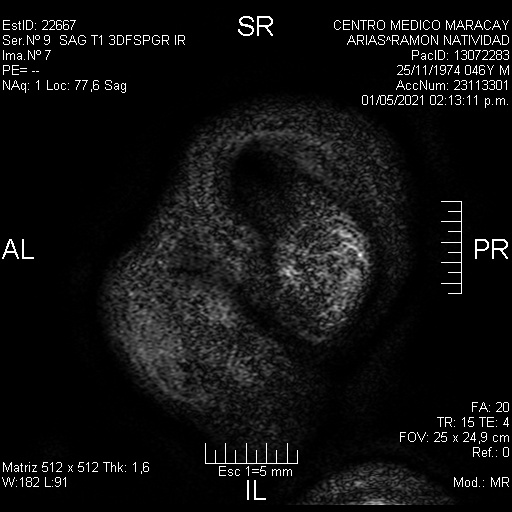 EstID: 22667
Ser.Nº 9 SAG T1 3DFSPGR IR
Ima.Nº 7
PE= --
NAq: 1 Loc: 77,6 Sag
SR
CENTRO MEDICO MARACAY
ARIAS^RAMON NATIVIDAD
PacID: 13072283
25/11/1974 046Y M
AccNum: 23113301
01/05/2021 02:13:11 p.m.
AL
PR
FA: 20
TR: 15 TE: 4
FOV: 25 x 24,9 cm
Ref.: 0
Mod.: MR
Matriz 512 x 512 Thk: 1,6
W:182 L:91
Esc 1=5 mm
IL